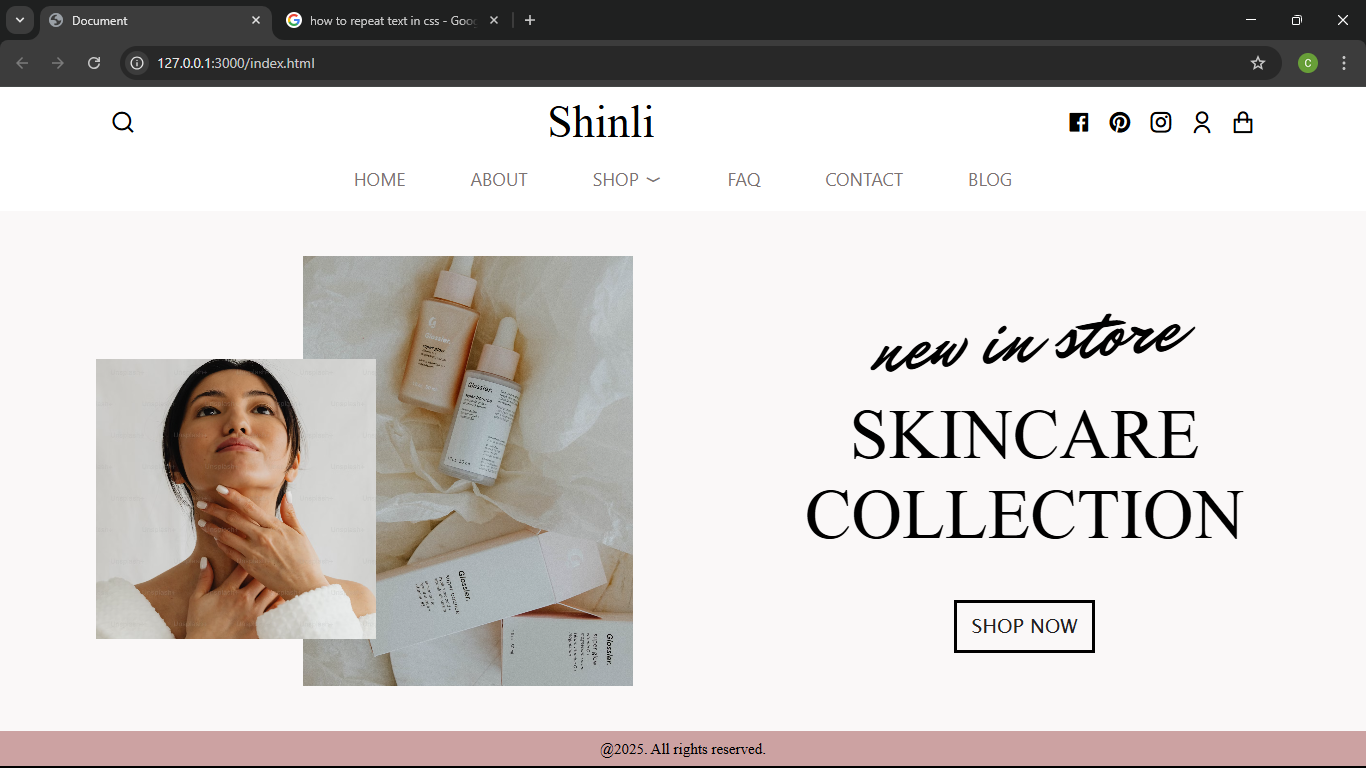 Document
how to repeat text in css - Goo
127.0.0.1:3000/index.html
C
Shinli
HOME ABOUT SHOP FAQ CONTACT BLOG
Glossier.
Glossier.
Glossier.
Glossier.
new in store
SKINCARE
COLLECTION
SHOP NOW
@2025. All rights reserved.